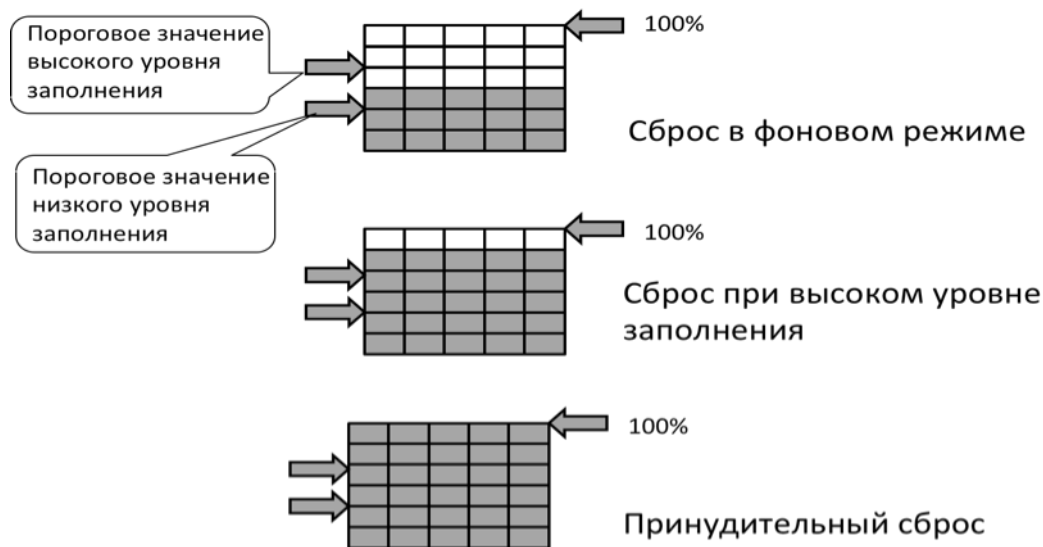 Пороговое значение
высокого уровня
заполнения
100%
Сброс в фоновом режиме
Пороговое значение
низкого уровня
заполнения
100%
Сброс при высоком уровне
заполнения
100%
Принудительный сброс